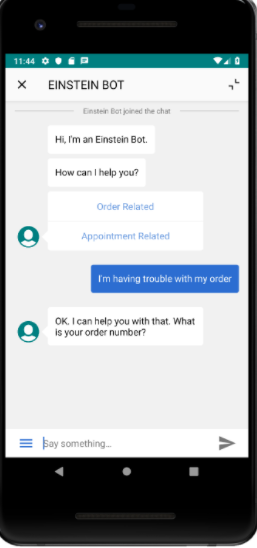 11:44
EINSTEIN BOT
Einstein Bot joined the chat
Hi, I'm an Einstein Bot.
How can I help you?
Order Related
Appointment Related
I'm having trouble with my order
OK. I can help you with that. What
is your order number?
Say something...